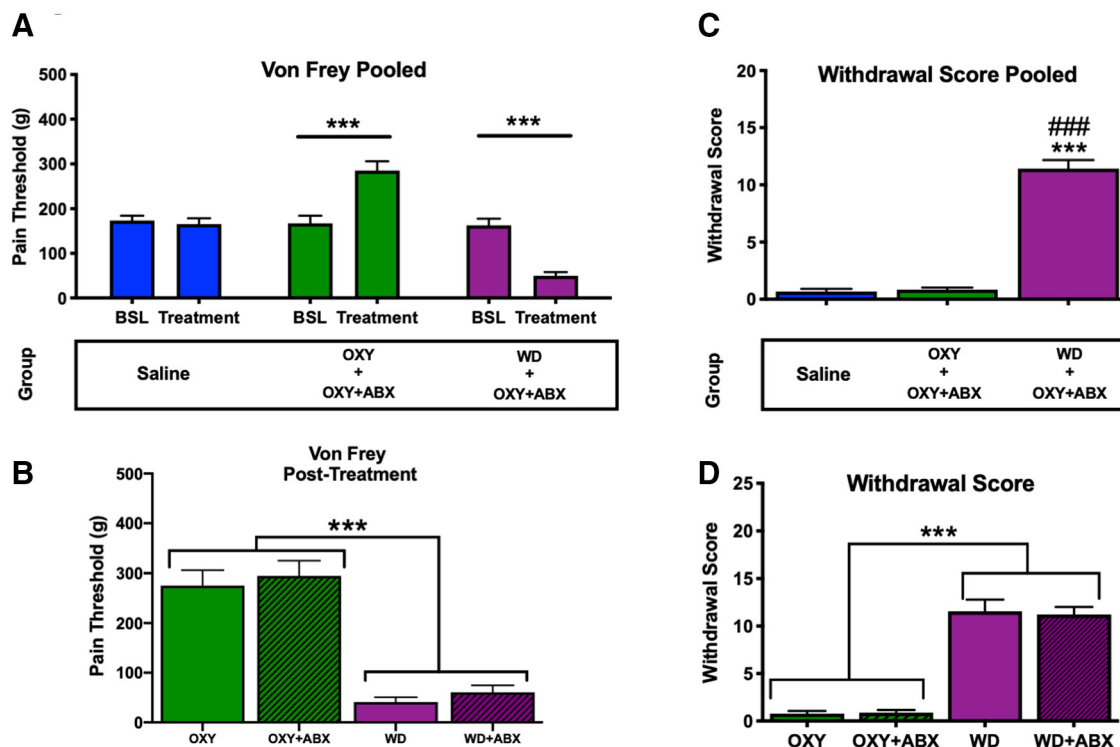 A
Von Frey Pooled
Pain Threshold (g)
500
400
300
200
100
0
***
***
BSL Treatment
BSL Treatment
BSL Treatment
Group
Saline
OXY
+
OXY+ABX
WD
+
OXY+ABX
C
Withdrawal Score Pooled
Withdrawal Score
20
15
10
5
0
###
***
Group
Saline
OXY
+
OXY+ABX
WD
+
OXY+ABX
B
Von Frey
Post-Treatment
Pain Threshold (g)
500
400
300
200
100
0
***
OXY
OXY+ABX
WD
WD+ABX
D
Withdrawal Score
Withdrawal Score
25
20
15
10
5
0
***
OXY
OXY+ABX
WD
WD+ABX